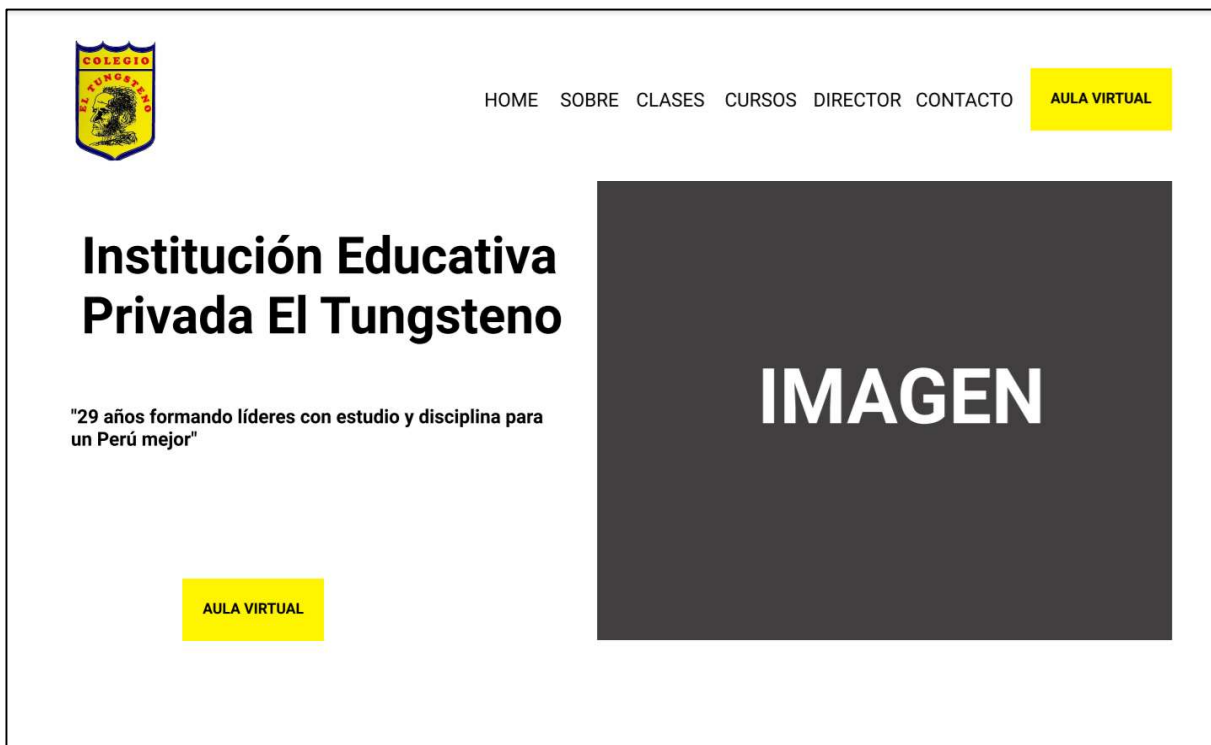 COLEGIO
EL TUNGSTENO
HOME SOBRE CLASES CURSOS DIRECTOR CONTACTO AULA VIRTUAL
Institución Educativa
Privada El Tungsteno
"29 años formando líderes con estudio y disciplina para
un Perú mejor"
AULA VIRTUAL
IMAGEN